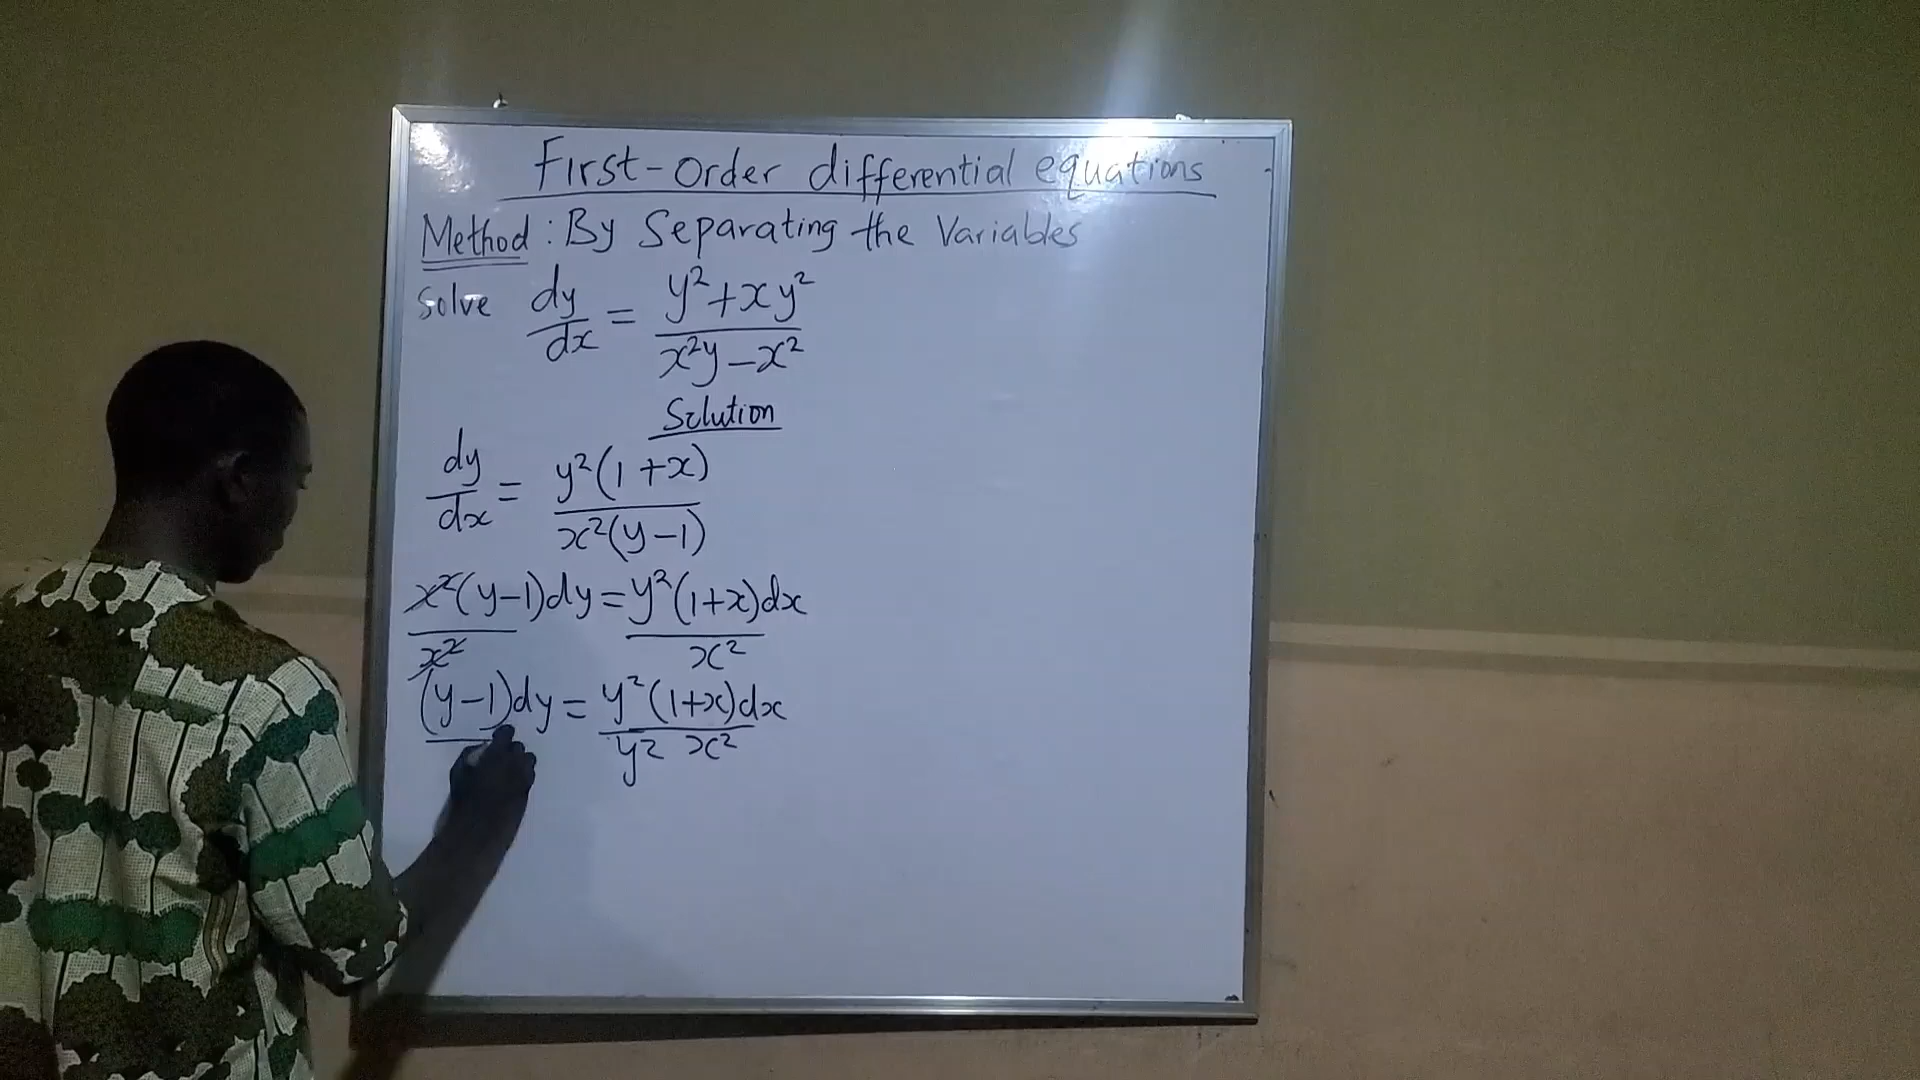 First-Order differential equations
Method: By Separating the Variables
Solve dy/dx = (y²+xy²)/(x²y-x²)
Solution
dy/dx = y²(1+x)/x²(y-1)
x²(y-1)dy/x² = y²(1+x)dx/x²
(y-1)dy = y²(1+x)dx/y² x²